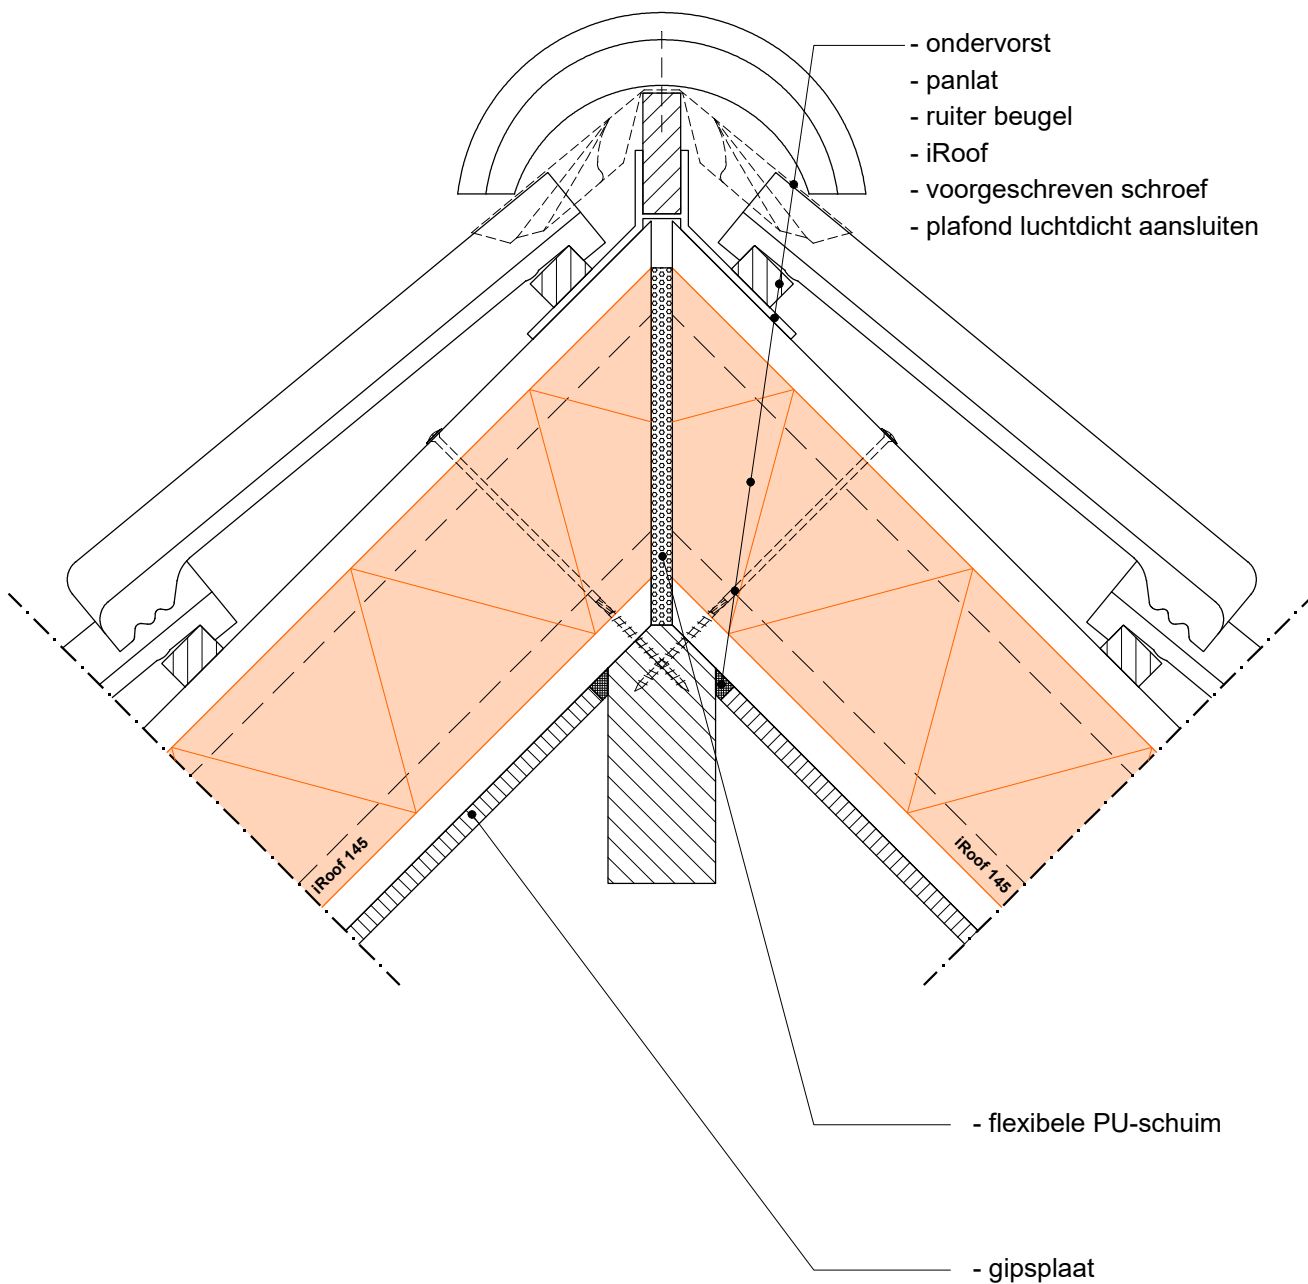 - ondervorst
- panlat
- ruiter beugel
- iRoof
- voorgeschreven schroef
- plafond luchtdicht aansluiten
iRoof 145
iRoof 145
- flexibele PU-schuim
- gipsplaat